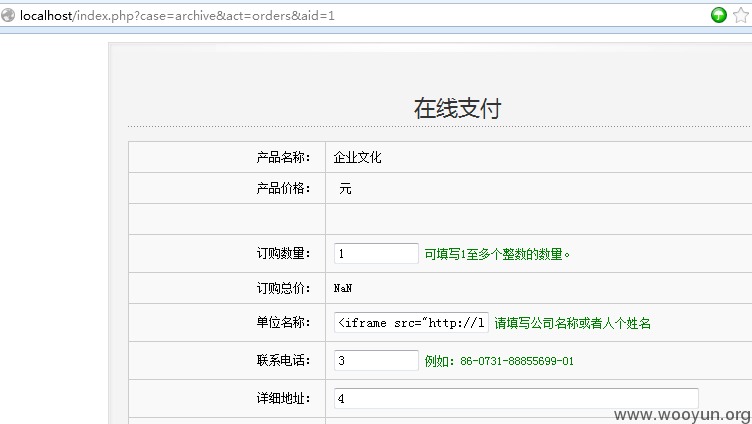 localhost/index.php?case=archive&act=orders&aid=1
在线支付
产品名称： 企业文化
产品价格： 元
订购数量： 1 可填写1至多个整数的数量。
订购总价： NaN
单位名称： <iframe src="http://l 请填写公司名称或者人个姓名
联系电话： 3 例如：86-0731-88855699-01
详细地址： 4
www.wooyun.org